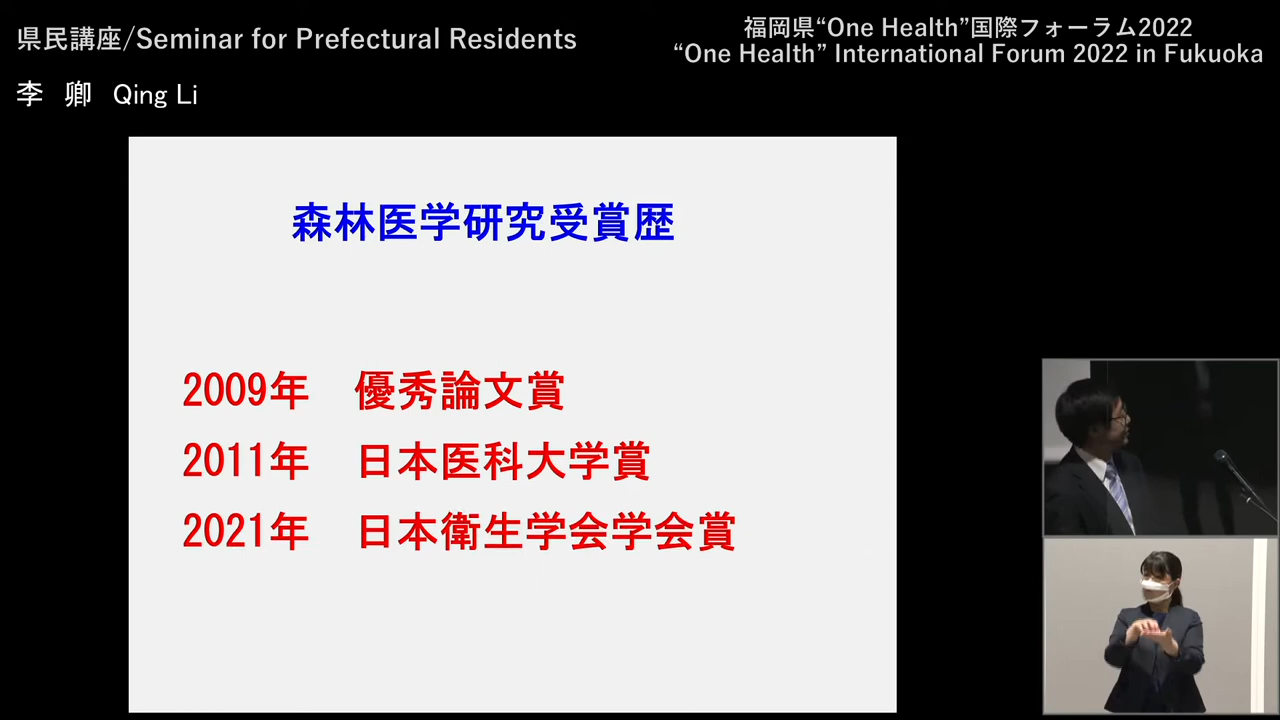 県民講座/Seminar for Prefectural Residents
福岡県“One Health”国際フォーラム2022
“One Health” International Forum 2022 in Fukuoka
李 卿 Qing Li
森林医学研究受賞歴
2009年 優秀論文賞
2011年 日本医科大学賞
2021年 日本衛生学会学会賞